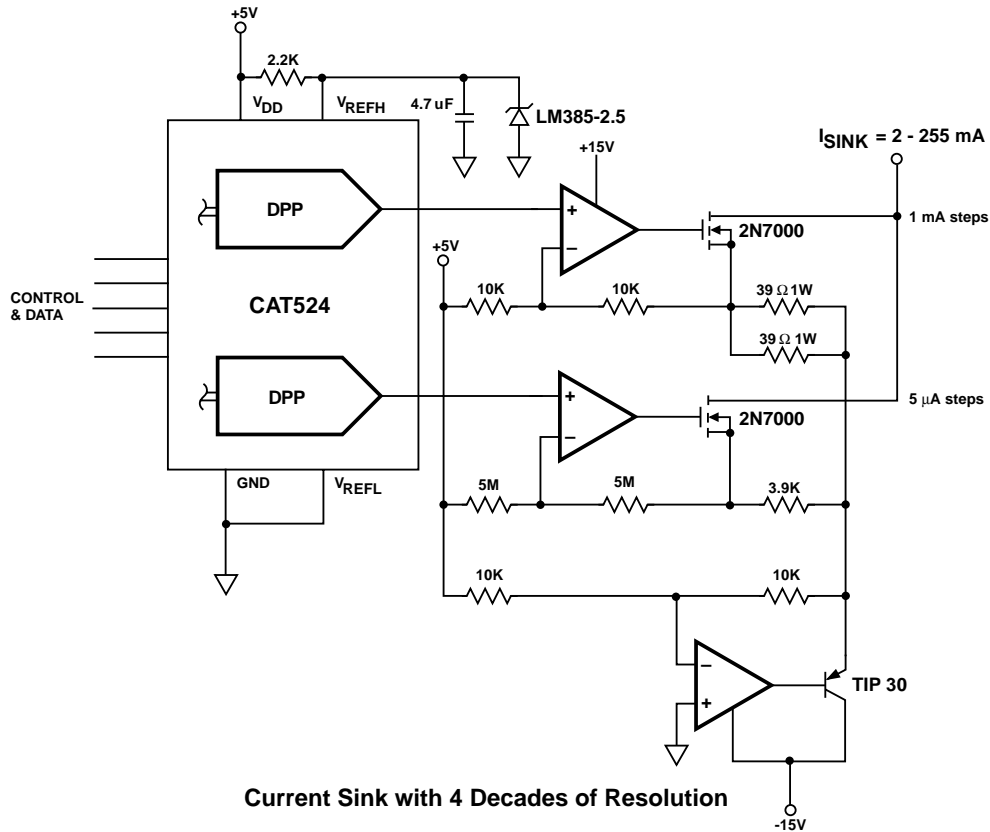 +5V
2.2K
VDD
VREFH
4.7 uF
LM385-2.5
ISINK = 2 - 255 mA
+15V
DPP
+
−
2N7000
1 mA steps
+5V
10K
10K
39 Ω 1W
39 Ω 1W
CONTROL
& DATA
CAT524
DPP
+
−
2N7000
5 µA steps
GND
VREFL
5M
5M
3.9K
10K
10K
−
+
TIP 30
-15V
Current Sink with 4 Decades of Resolution